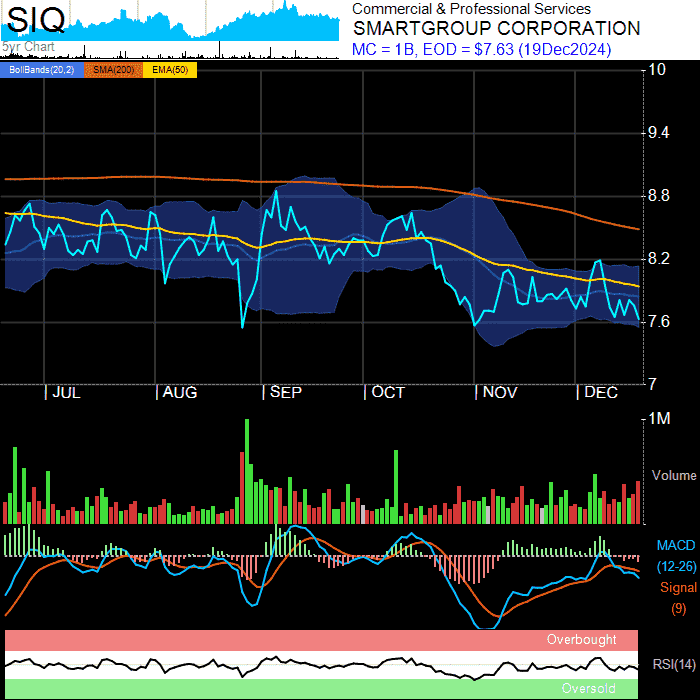 SIQ
5yr Chart
Commercial & Professional Services
SMARTGROUP CORPORATION
MC = 1B, EOD = $7.63 (19Dec2024)
BollBands(20,2) SMA(200) EMA(50)
10
9.4
8.8
8.2
7.6
7
| JUL | AUG | SEP | OCT | NOV | DEC
1M
Volume
MACD
(12-26)
Signal
(9)
Overbought
RSI(14)
Oversold